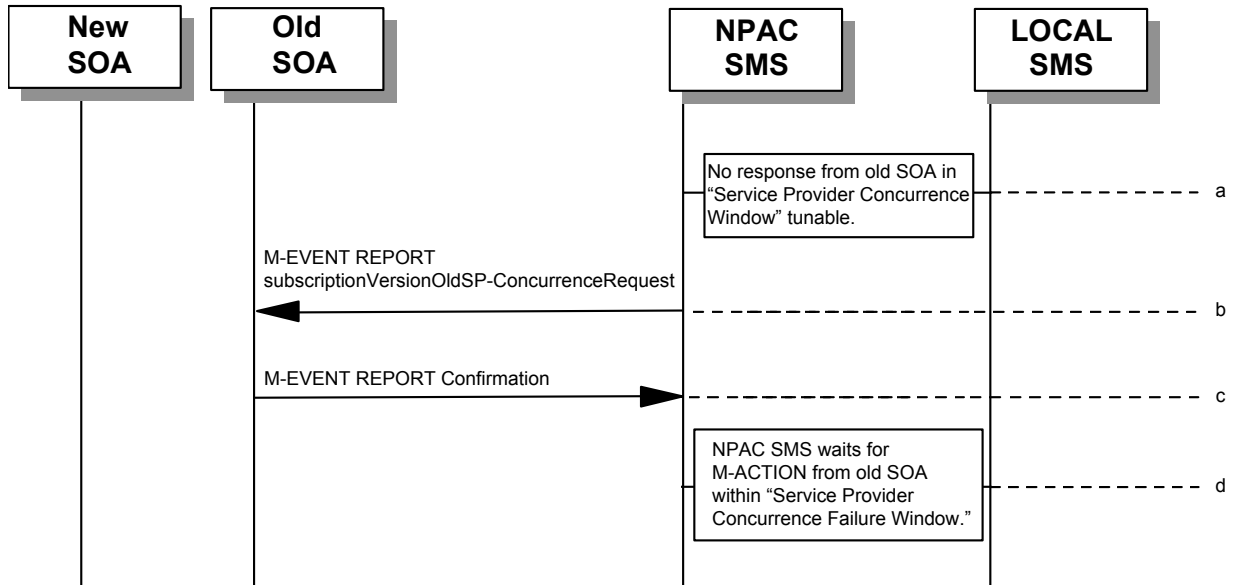 New
SOA
Old
SOA
NPAC
SMS
LOCAL
SMS
No response from old SOA in
“Service Provider Concurrence
Window” tunable.
a
M-EVENT REPORT
subscriptionVersionOldSP-ConcurrenceRequest
b
M-EVENT REPORT Confirmation
c
NPAC SMS waits for
M-ACTION from old SOA
within “Service Provider
Concurrence Failure Window.”
d